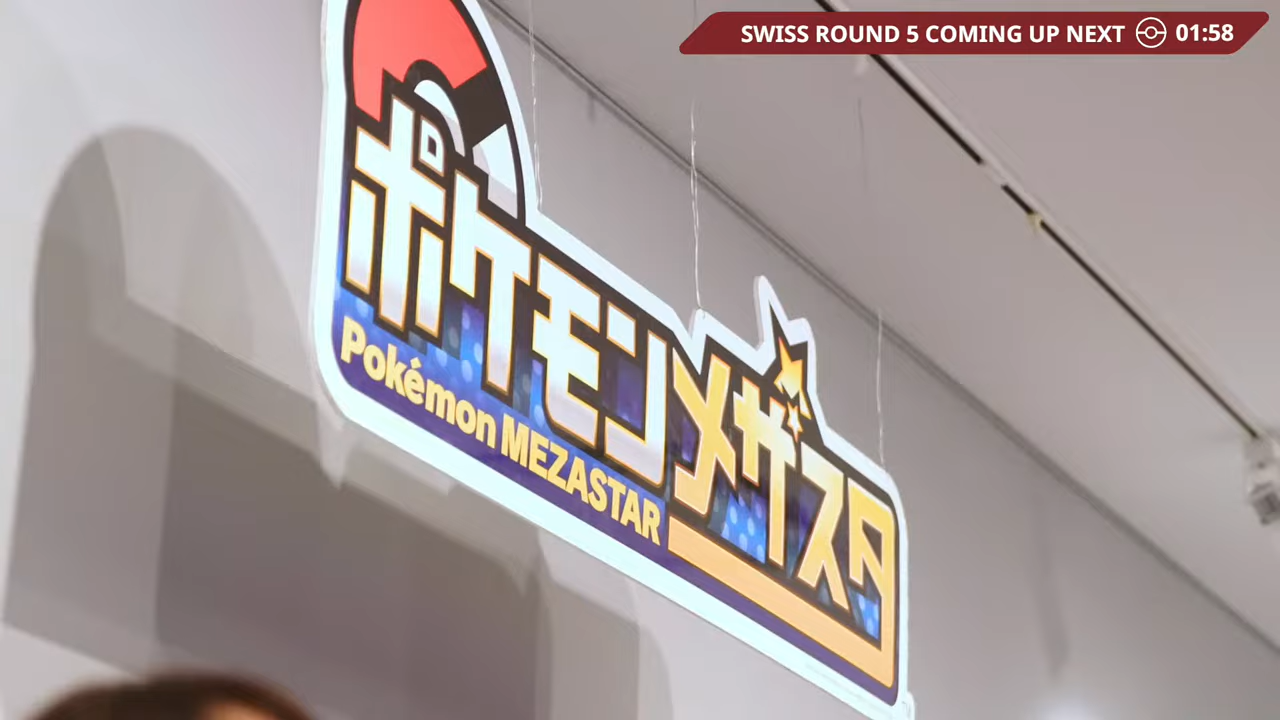 SWISS ROUND 5 COMING UP NEXT 01:58
ポケモンメザスタ
Pokémon MEZASTAR